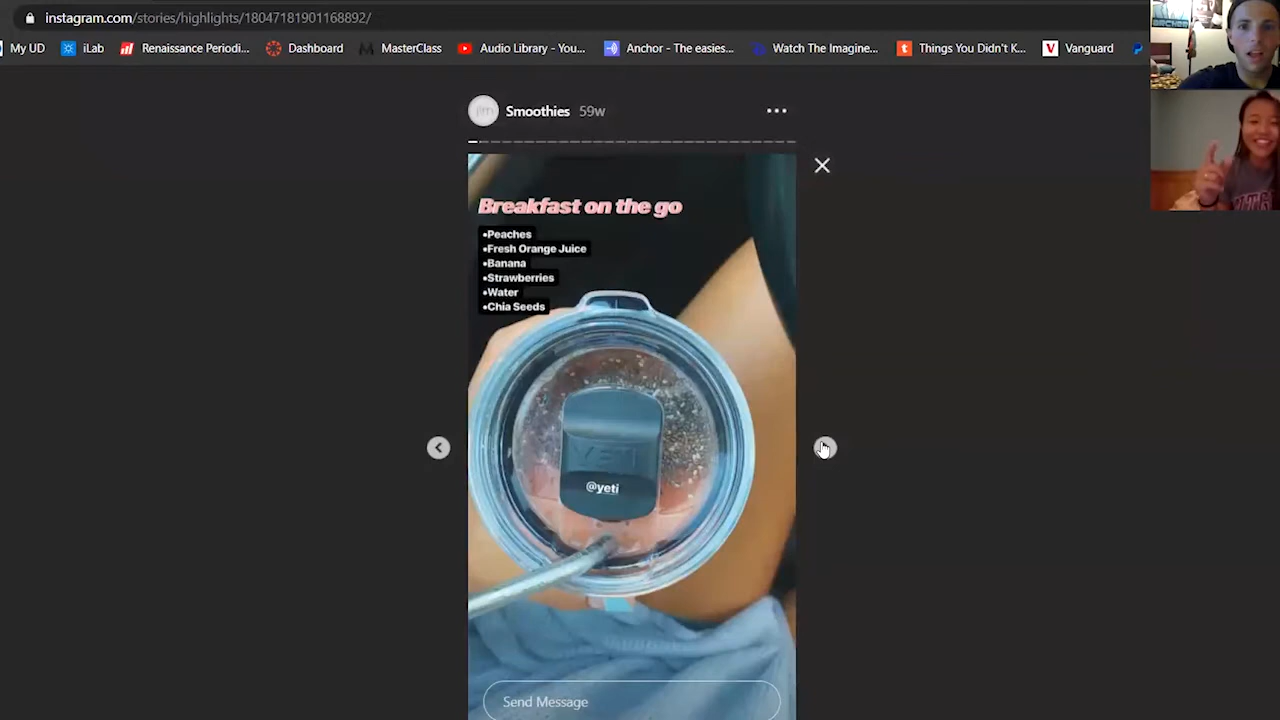 instagram.com/stories/highlights/18047181901168892/
My UD iLab Renaissance Periodi... Dashboard MasterClass Audio Library - You... Anchor - The easies... Watch The Imagine... Things You Didn't K... Vanguard
Smoothies 59w
Breakfast on the go
•Peaches
•Fresh Orange Juice
•Banana
•Strawberries
•Water
•Chia Seeds
YETI
@yeti
Send Message